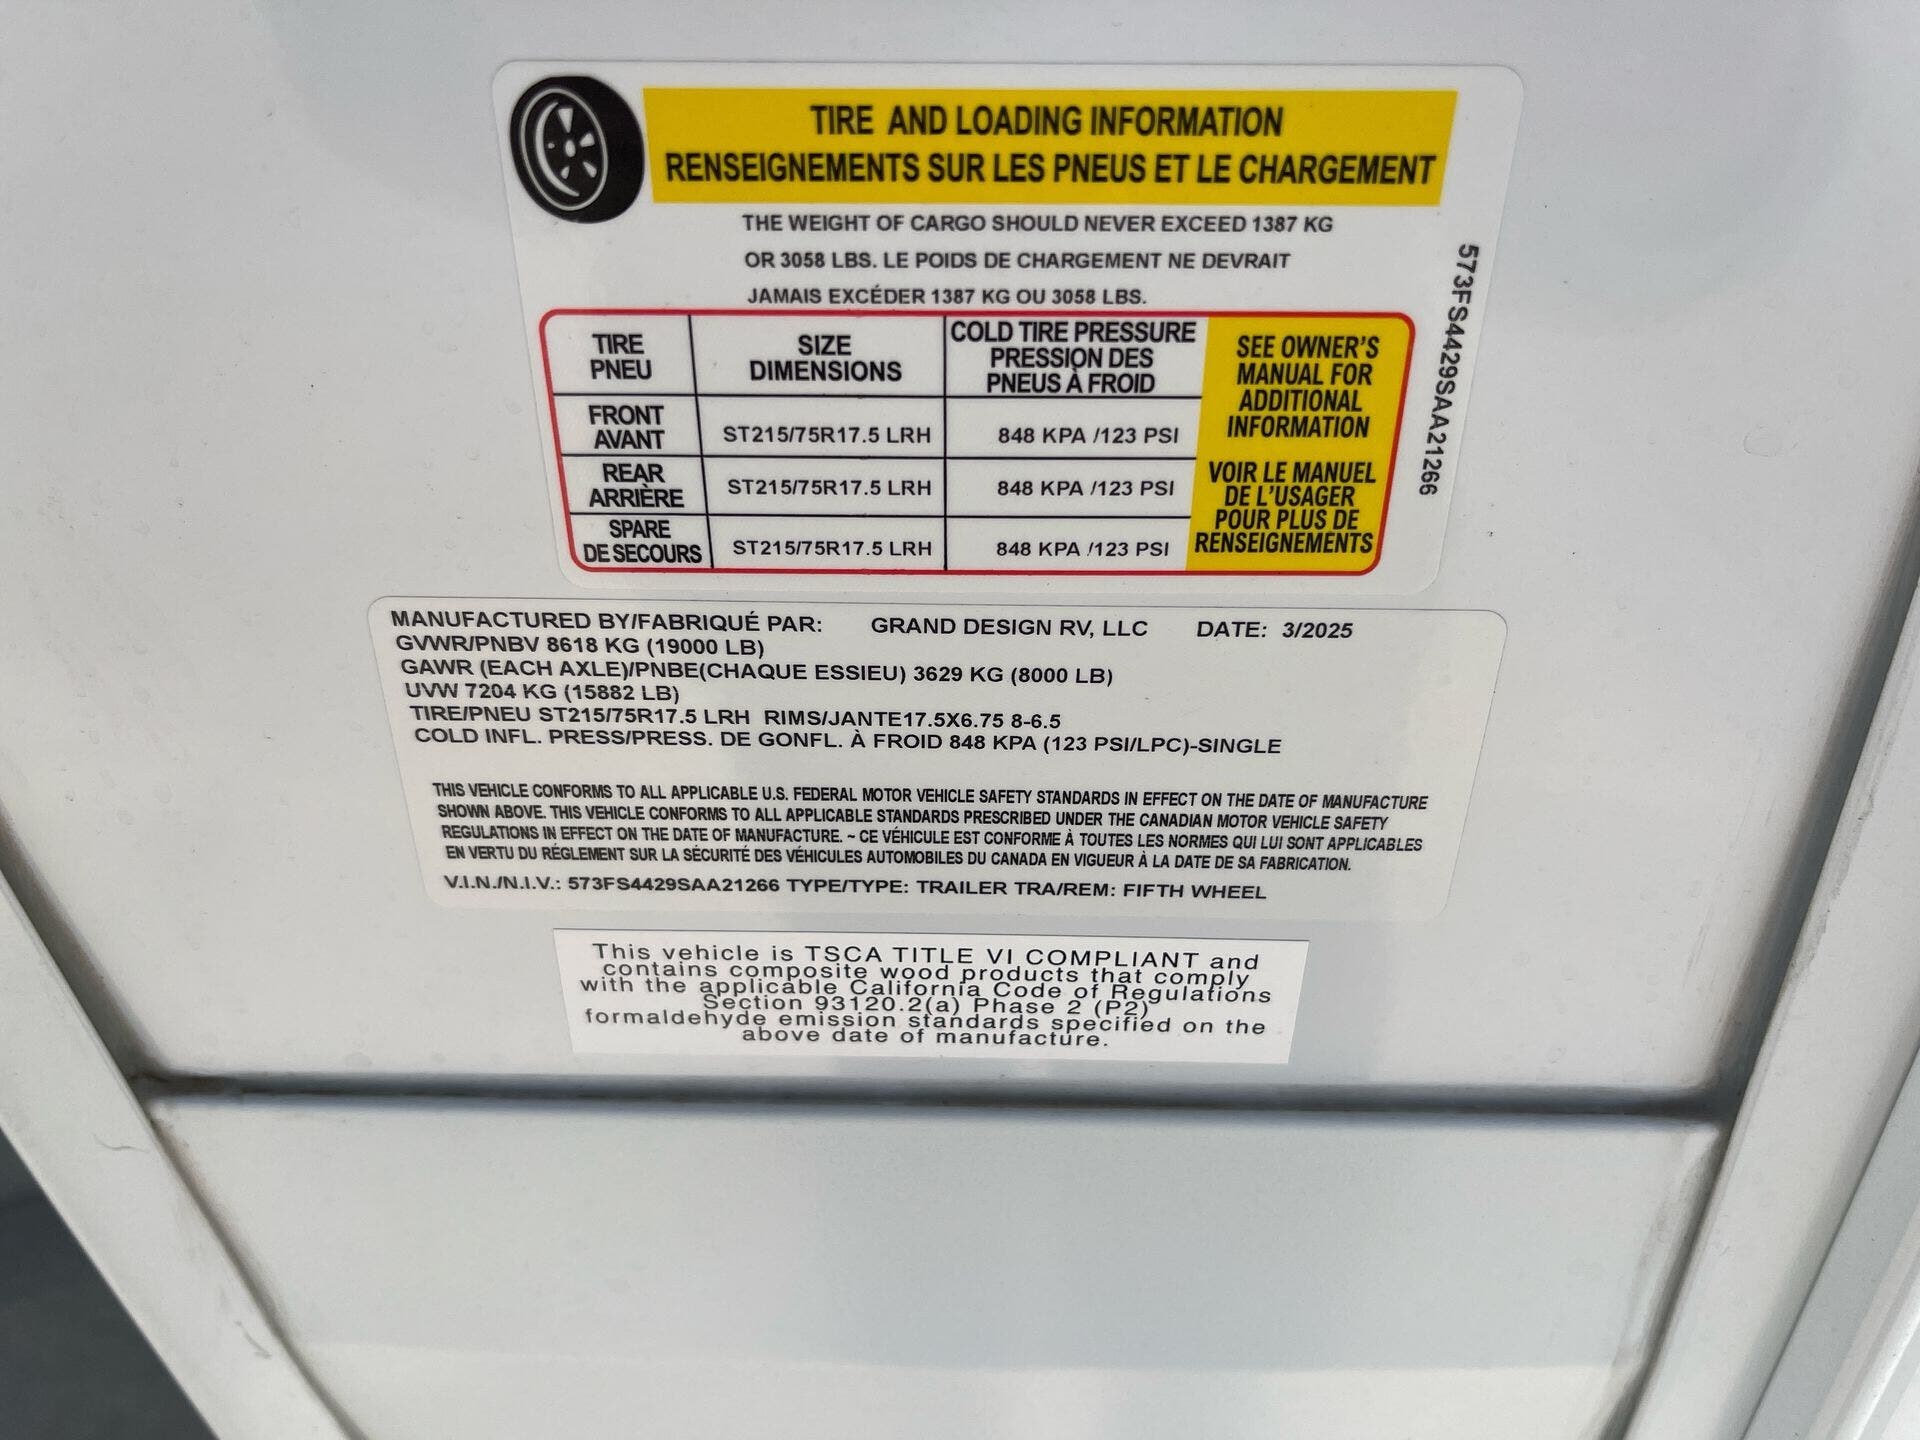 TIRE AND LOADING INFORMATION
RENSEIGNEMENTS SUR LES PNEUS ET LE CHARGEMENT
THE WEIGHT OF CARGO SHOULD NEVER EXCEED 1387 KG
OR 3058 LBS. LE POIDS DE CHARGEMENT NE DEVRAIT
JAMAIS EXCÉDER 1387 KG OU 3058 LBS.
TIRE
PNEU
SIZE
DIMENSIONS
COLD TIRE PRESSURE
PRESSION DES
PNEUS À FROID
FRONT
AVANT
ST215/75R17.5 LRH
848 KPA /123 PSI
REAR
ARRIÈRE
ST215/75R17.5 LRH
848 KPA /123 PSI
SPARE
DE SECOURS
ST215/75R17.5 LRH
848 KPA /123 PSI
SEE OWNER'S
MANUAL FOR
ADDITIONAL
INFORMATION
VOIR LE MANUEL
DE L'USAGER
POUR PLUS DE
RENSEIGNEMENTS
573FS4429SAA21266
MANUFACTURED BY/FABRIQUÉ PAR: GRAND DESIGN RV, LLC DATE: 3/2025
GVWR/PNBV 8618 KG (19000 LB)
GAWR (EACH AXLE)/PNBE(CHAQUE ESSIEU) 3629 KG (8000 LB)
UVW 7204 KG (15882 LB)
TIRE/PNEU ST215/75R17.5 LRH RIMS/JANTE17.5X6.75 8-6.5
COLD INFL. PRESS/PRESS. DE GONFL. À FROID 848 KPA (123 PSI/LPC)-SINGLE
THIS VEHICLE CONFORMS TO ALL APPLICABLE U.S. FEDERAL MOTOR VEHICLE SAFETY STANDARDS IN EFFECT ON THE DATE OF MANUFACTURE
SHOWN ABOVE. THIS VEHICLE CONFORMS TO ALL APPLICABLE STANDARDS PRESCRIBED UNDER THE CANADIAN MOTOR VEHICLE SAFETY
REGULATIONS IN EFFECT ON THE DATE OF MANUFACTURE. ~ CE VÉHICULE EST CONFORME À TOUTES LES NORMES QUI LUI SONT APPLICABLES
EN VERTU DU RÉGLEMENT SUR LA SÉCURITÉ DES VÉHICULES AUTOMOBILES DU CANADA EN VIGUEUR À LA DATE DE SA FABRICATION.
V.I.N./N.I.V.: 573FS4429SAA21266 TYPE/TYPE: TRAILER TRA/REM: FIFTH WHEEL
This vehicle is TSCA TITLE VI COMPLIANT and
contains composite wood products that comply
with the applicable California Code of Regulations
Section 93120.2(a) Phase 2 (P2)
formaldehyde emission standards specified on the
above date of manufacture.